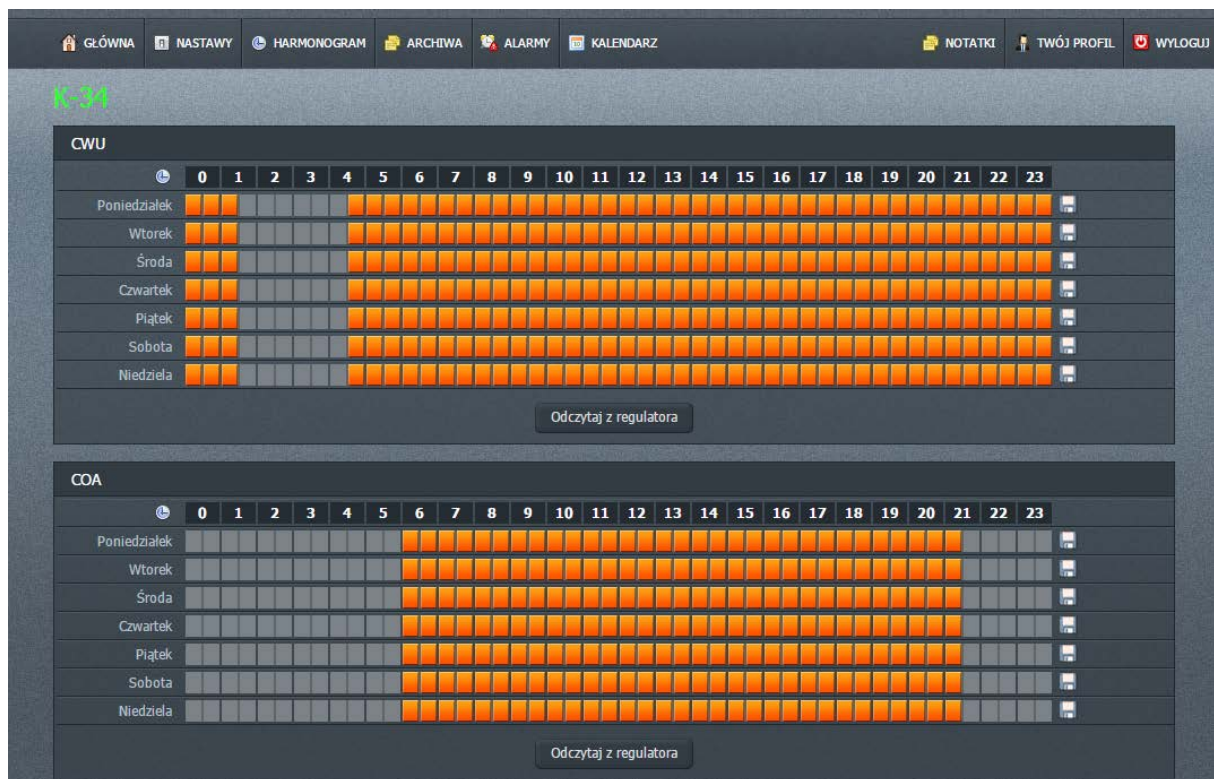 GŁÓWNA NASTAWY HARMONOGRAM ARCHIWA ALARMY KALENDARZ NOTATKI TWÓJ PROFIL WYLOGUJ
K-34
CWU
0 1 2 3 4 5 6 7 8 9 10 11 12 13 14 15 16 17 18 19 20 21 22 23
Poniedziałek
Wtorek
Środa
Czwartek
Piątek
Sobota
Niedziela
Odczytaj z regulatora
COA
0 1 2 3 4 5 6 7 8 9 10 11 12 13 14 15 16 17 18 19 20 21 22 23
Poniedziałek
Wtorek
Środa
Czwartek
Piątek
Sobota
Niedziela
Odczytaj z regulatora